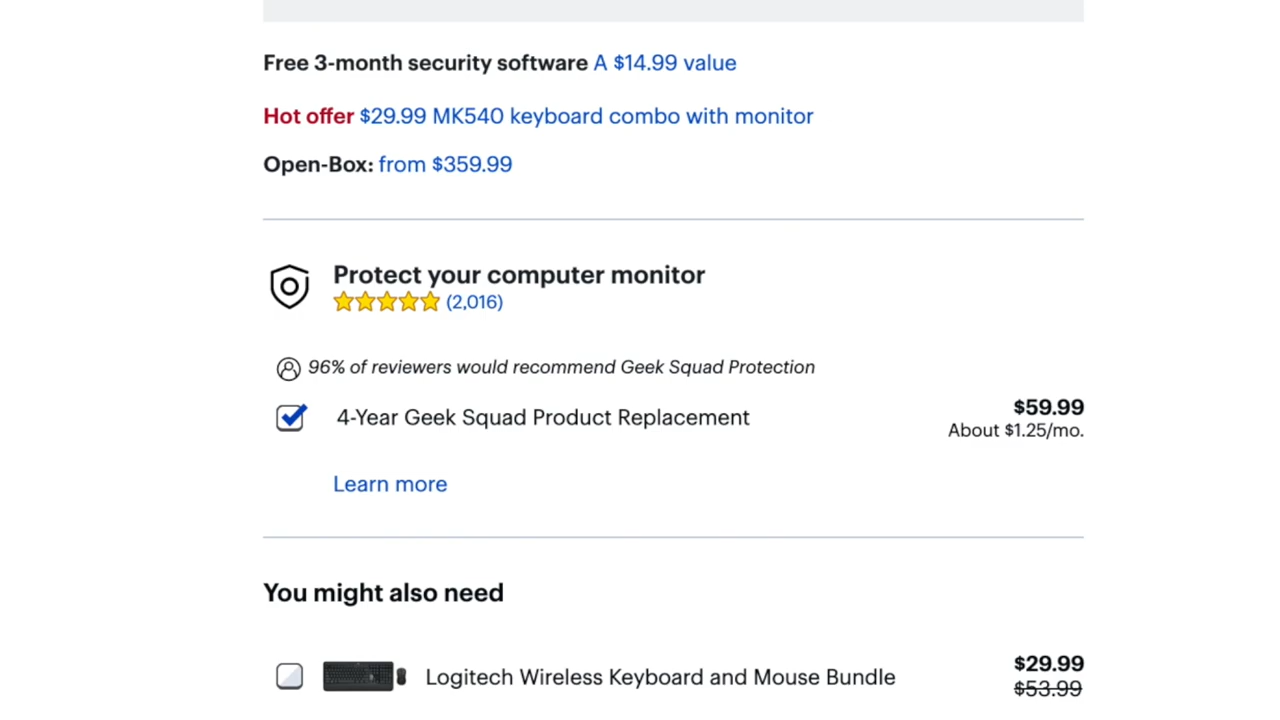 Free 3-month security software A $14.99 value
Hot offer $29.99 MK540 keyboard combo with monitor
Open-Box: from $359.99
Protect your computer monitor
(2,016)
96% of reviewers would recommend Geek Squad Protection
4-Year Geek Squad Product Replacement $59.99
About $1.25/mo.
Learn more
You might also need
Logitech Wireless Keyboard and Mouse Bundle $29.99
$53.99